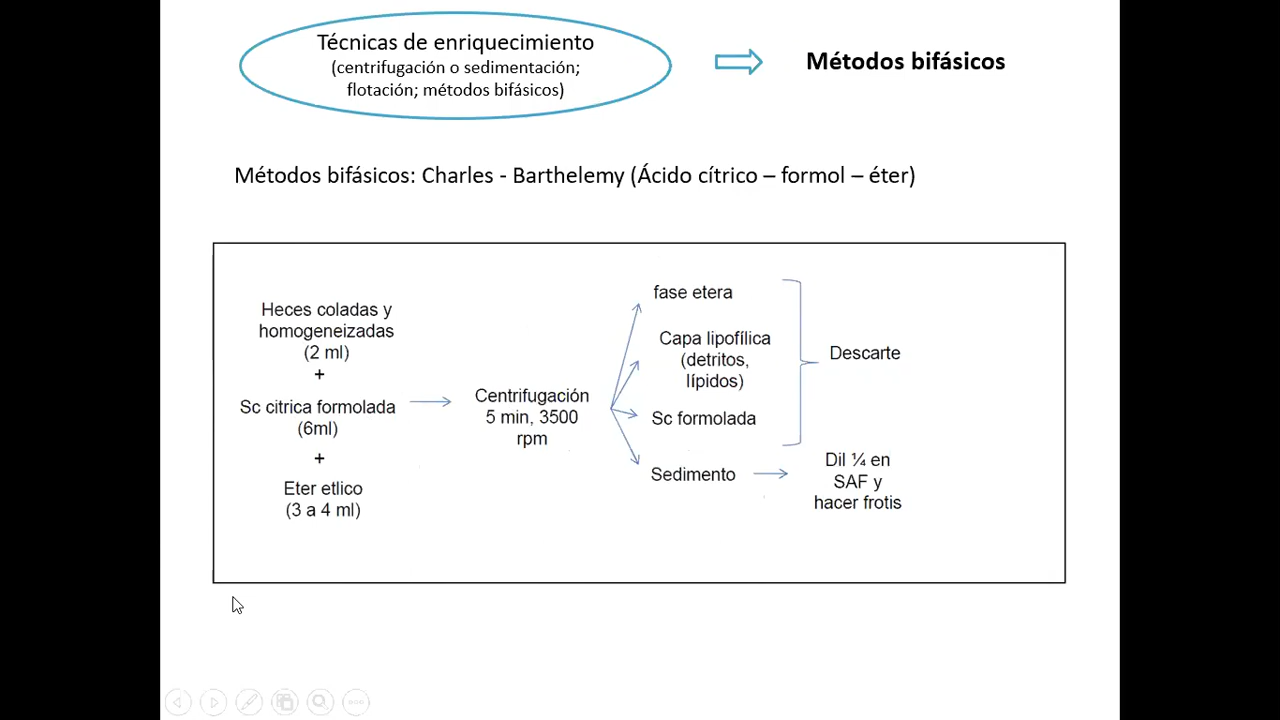 Técnicas de enriquecimiento
(centrifugación o sedimentación;
flotación; métodos bifásicos)
Métodos bifásicos
Métodos bifásicos: Charles - Barthelemy (Ácido cítrico – formol – éter)
Heces coladas y
homogeneizadas
(2 ml)
+
Sc citrica formolada
(6ml)
+
Eter etlico
(3 a 4 ml)
Centrifugación
5 min, 3500
rpm
fase etera
Capa lipofílica
(detritos,
lípidos)
Sc formolada
Sedimento
Descarte
Dil ¼ en
SAF y
hacer frotis